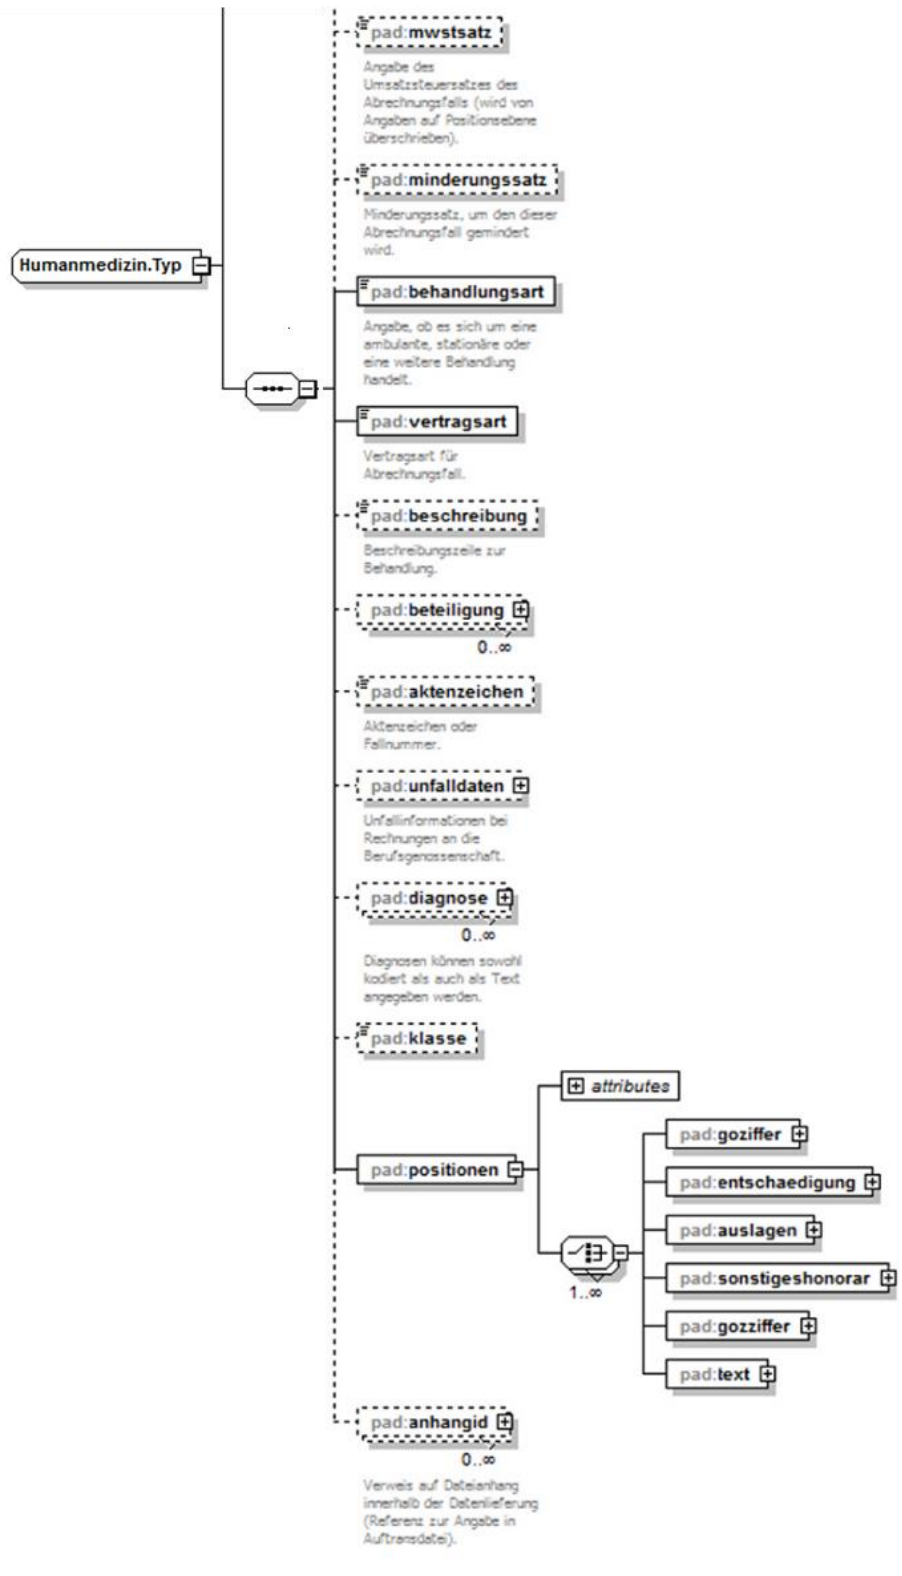 pad:mwstsatz
Angabe des
Umsatzsteuersatzes des
Abrechnungsfalls (wird von
Angaben auf Positionsebene
überschrieben).
pad:minderungssatz
Minderungssatz, um den dieser
Abrechnungsfall gemindert
wird.
Humanmedizin.Typ
pad:behandlungsart
Angabe, ob es sich um eine
ambulante, stationäre oder
eine weitere Behandlung
handelt.
pad:vertragsart
Vertragsart für
Abrechnungsfall.
pad:beschreibung
Beschreibungszeile zur
Behandlung.
pad:beteiligung
0..∞
pad:aktenzeichen
Aktenzeichen oder
Fallnummer.
pad:unfalldaten
Unfallinformationen bei
Rechnungen an die
Berufsgenossenschaft.
pad:diagnose
0..∞
Diagnosen können sowohl
kodiert als auch als Text
angegeben werden.
pad:klasse
attributes
pad:positionen
pad:goziffer
pad:entschaedigung
pad:auslagen
pad:sonstigeshonorar
1..∞
pad:gozziffer
pad:text
pad:anhangid
0..∞
Verweis auf Dateianhang
innerhalb der Datenlieferung
(Referenz zur Angabe in
Auftransdatei).